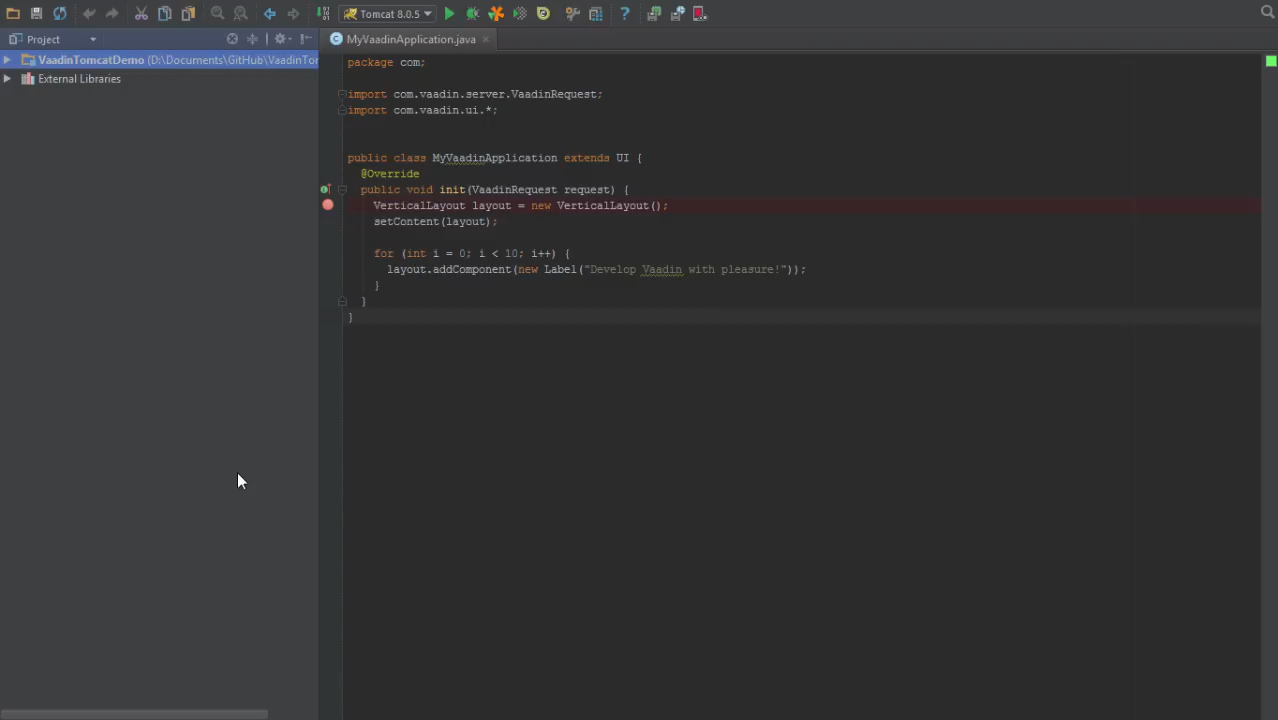 Tomcat 8.0.5
Project
MyVaadinApplication.java
VaadinTomcatDemo (D:\Documents\GitHub\VaadinTor
External Libraries
package com;
import com.vaadin.server.VaadinRequest;
import com.vaadin.ui.*;
public class MyVaadinApplication extends UI {
@Override
public void init(VaadinRequest request) {
VerticalLayout layout = new VerticalLayout();
setContent(layout);
for (int i = 0; i < 10; i++) {
layout.addComponent(new Label("Develop Vaadin with pleasure!"));
}
}
}